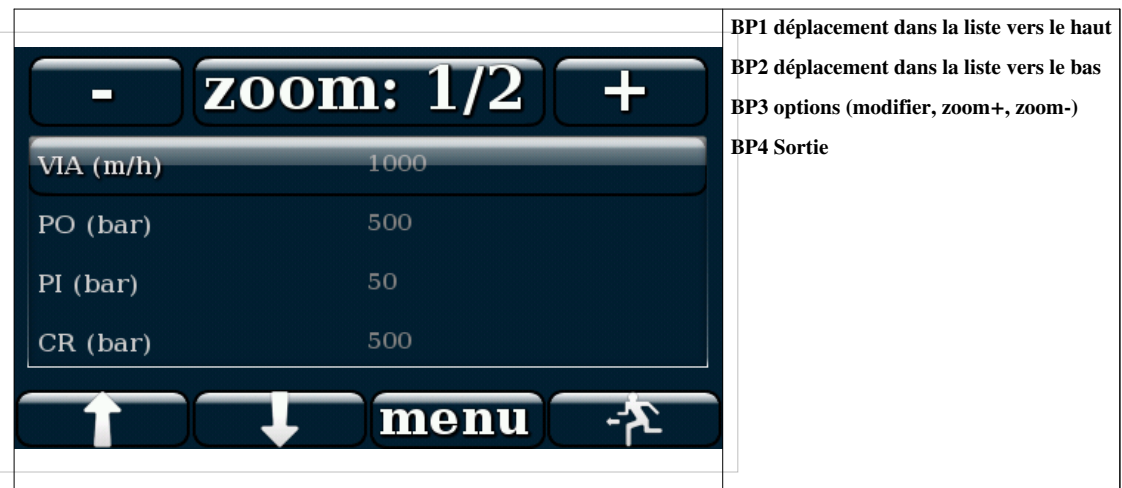 - zoom: 1/2 +
VIA (m/h) 1000
PO (bar) 500
PI (bar) 50
CR (bar) 500
menu
BP1 déplacement dans la liste vers le haut
BP2 déplacement dans la liste vers le bas
BP3 options (modifier, zoom+, zoom-)
BP4 Sortie